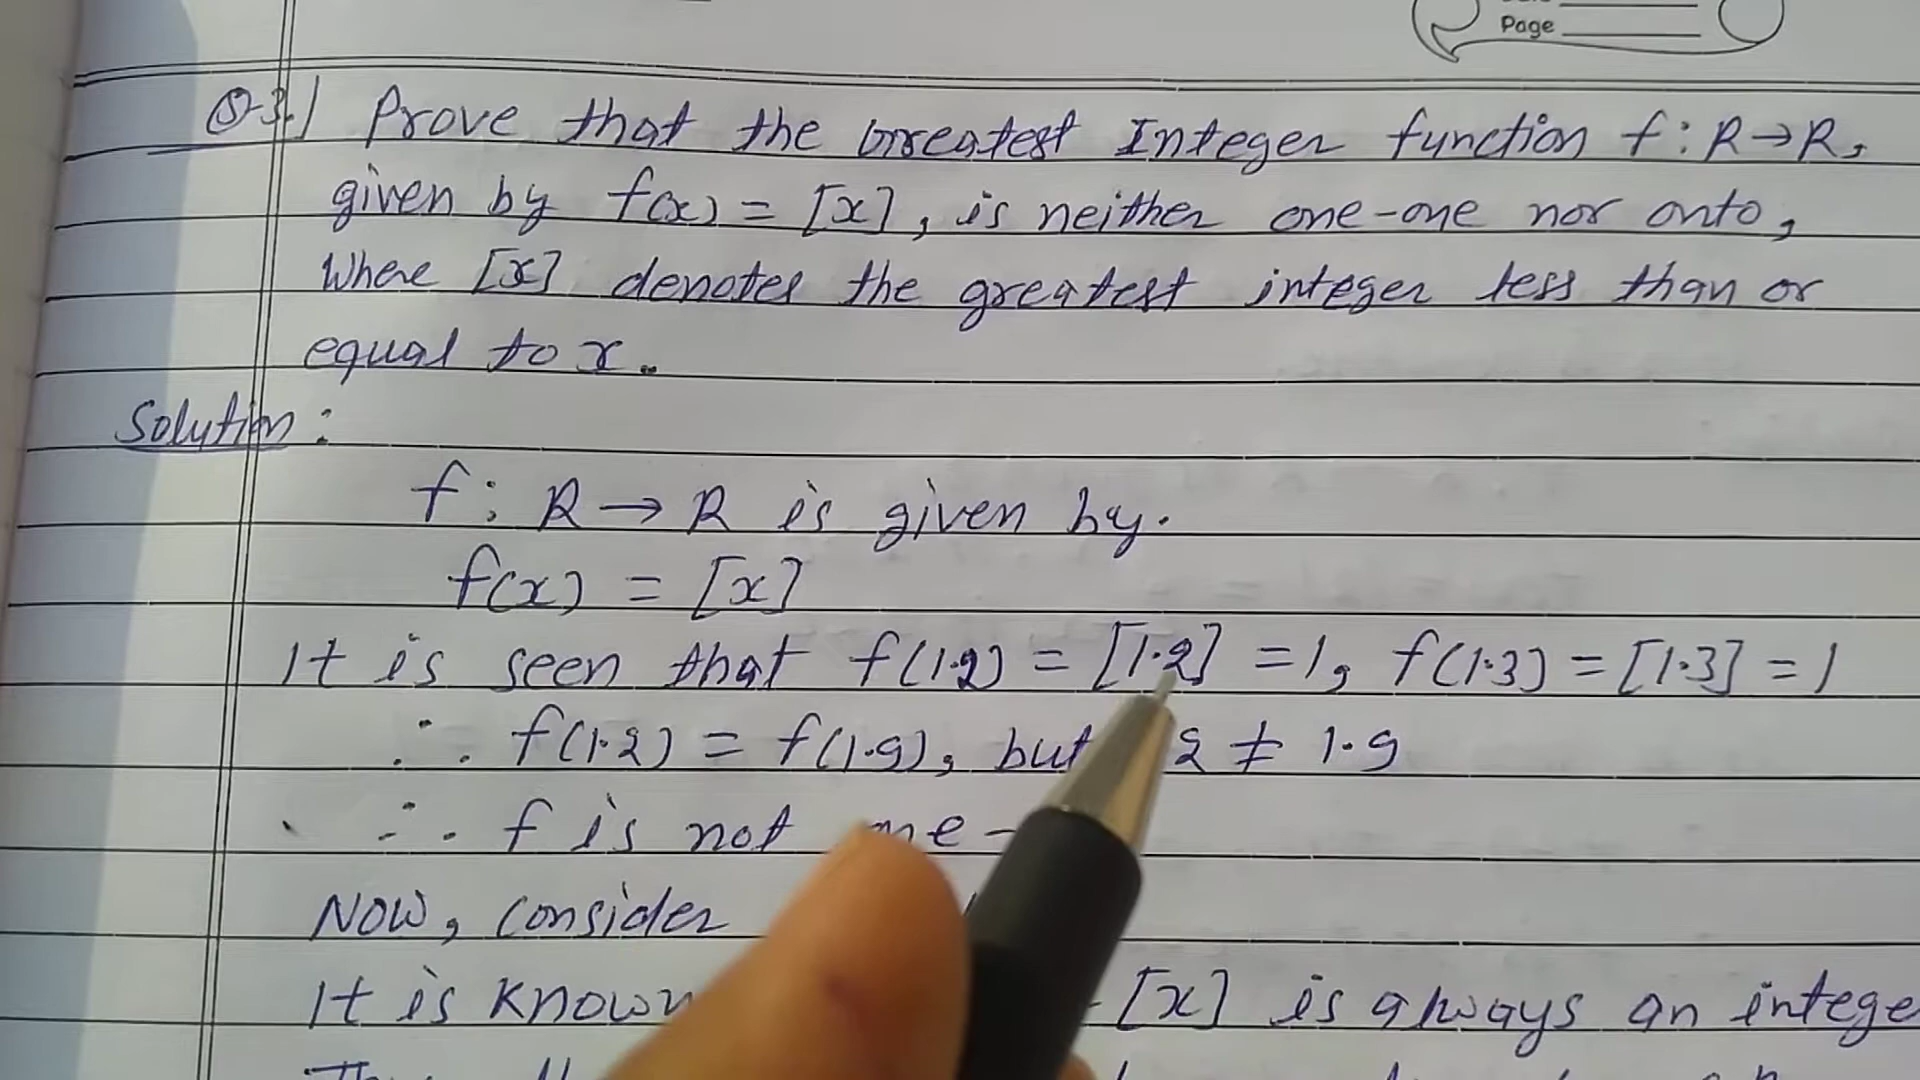 Page
Q-3.) Prove that the Greatest Integer function f: R→R,
given by f(x) = [x], is neither one-one nor onto,
Where [x] denotes the greatest integer less than or
equal to x.
Solution:
f: R → R is given by.
f(x) = [x]
It is seen that f(1.2) = [1.2] = 1, f(1.3) = [1.3] = 1
∴ f(1.2) = f(1.9), but 2 ≠ 1.9
∴ f is not
Now, consider
It is known [x] is always an